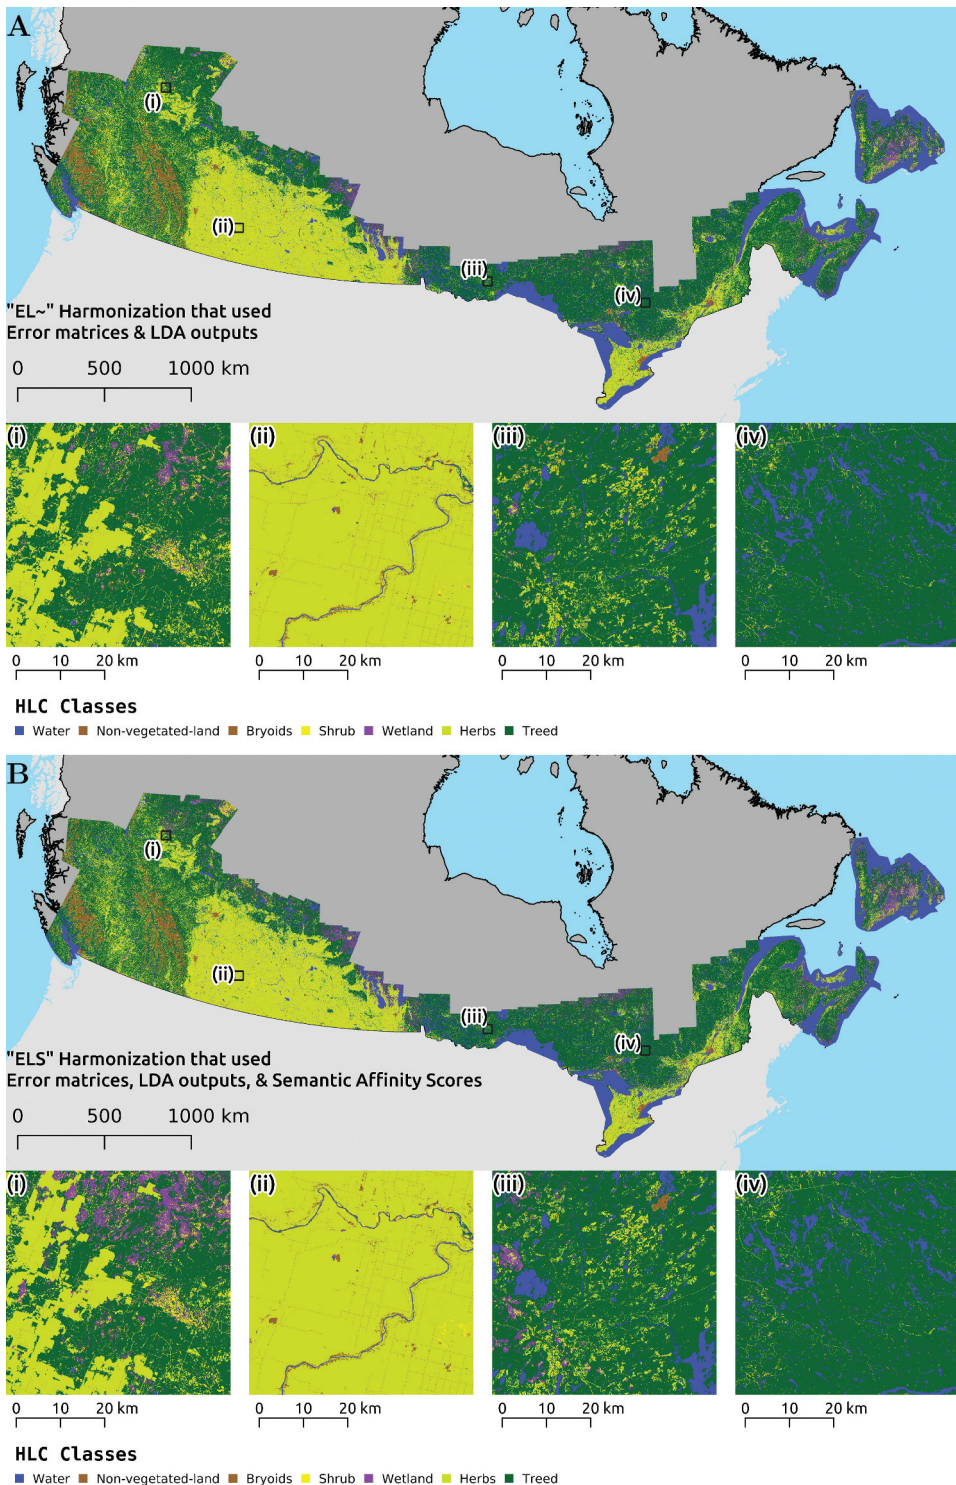 A
(i)
(ii)
(iii)
(iv)
"EL~" Harmonization that used
Error matrices & LDA outputs
0 500 1000 km
(i) (ii) (iii) (iv)
0 10 20 km 0 10 20 km 0 10 20 km 0 10 20 km
HLC Classes
Water Non-vegetated-land Bryoids Shrub Wetland Herbs Treed
B
(i)
(ii)
(iii)
(iv)
"ELS" Harmonization that used
Error matrices, LDA outputs, & Semantic Affinity Scores
0 500 1000 km
(i) (ii) (iii) (iv)
0 10 20 km 0 10 20 km 0 10 20 km 0 10 20 km
HLC Classes
Water Non-vegetated-land Bryoids Shrub Wetland Herbs Treed